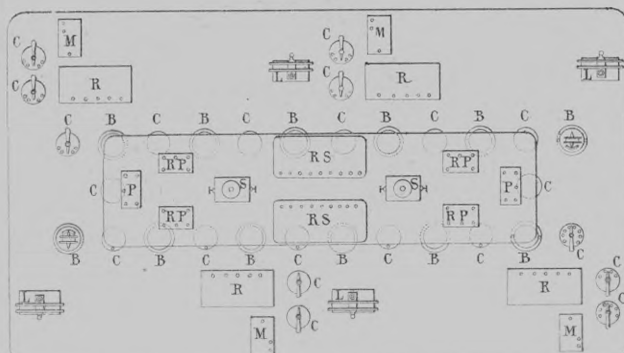 C M C M
C R L C R L
C B C B C B C B C B B
RP RS RP
C P S S P C
RP RS RP
B C B C B C B C B C B C
R C R C
L L C
C
M M